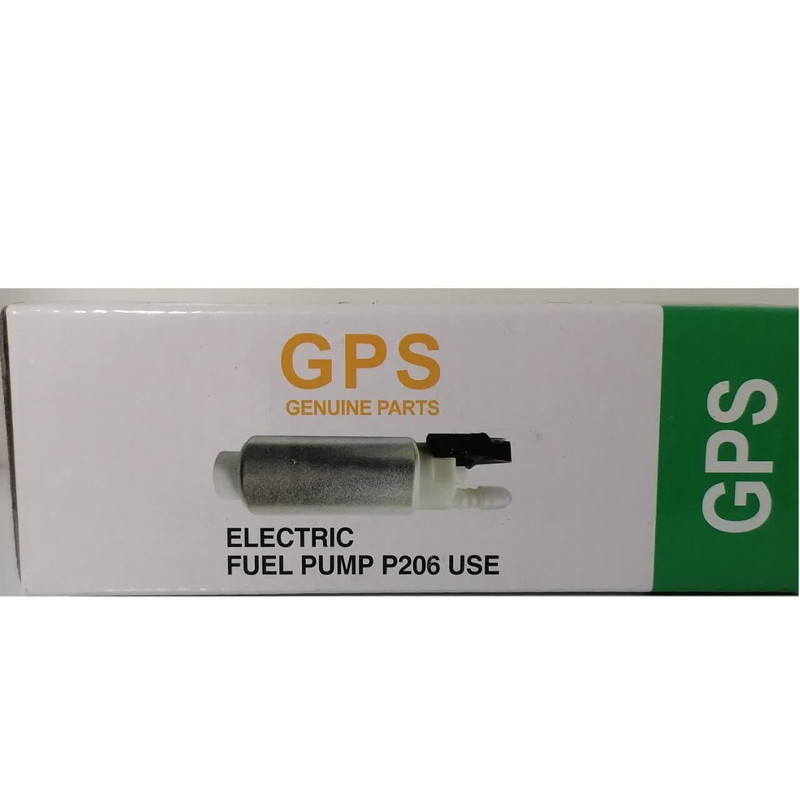 GPS
GENUINE PARTS
ELECTRIC
FUEL PUMP P206 USE
GPS